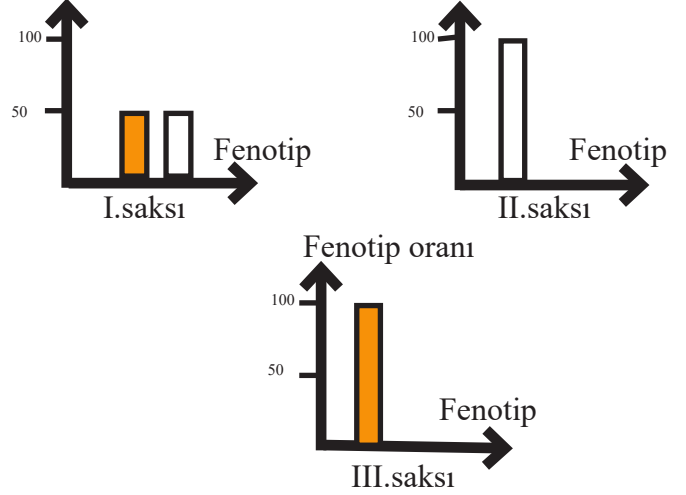 100
50
Fenotip
I.saksı
100
50
Fenotip
II.saksı
Fenotip oranı
100
50
Fenotip
III.saksı